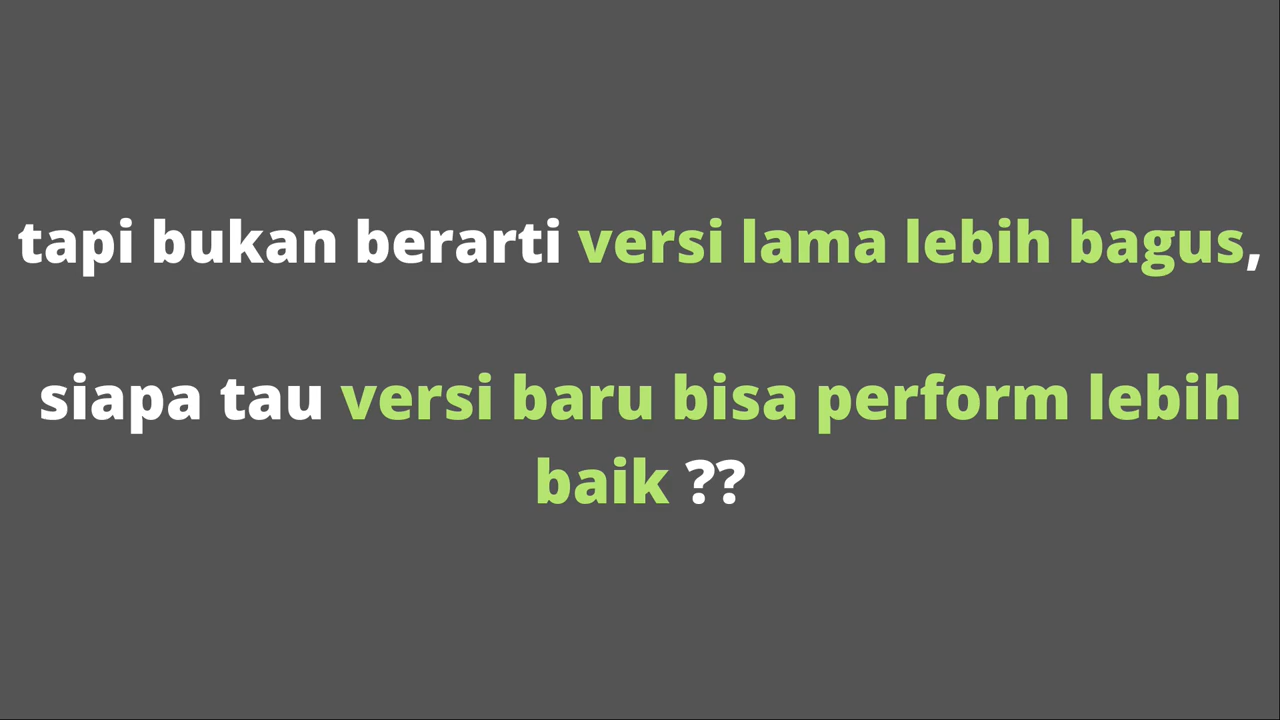 tapi bukan berarti versi lama lebih bagus,
siapa tau versi baru bisa perform lebih
baik ??